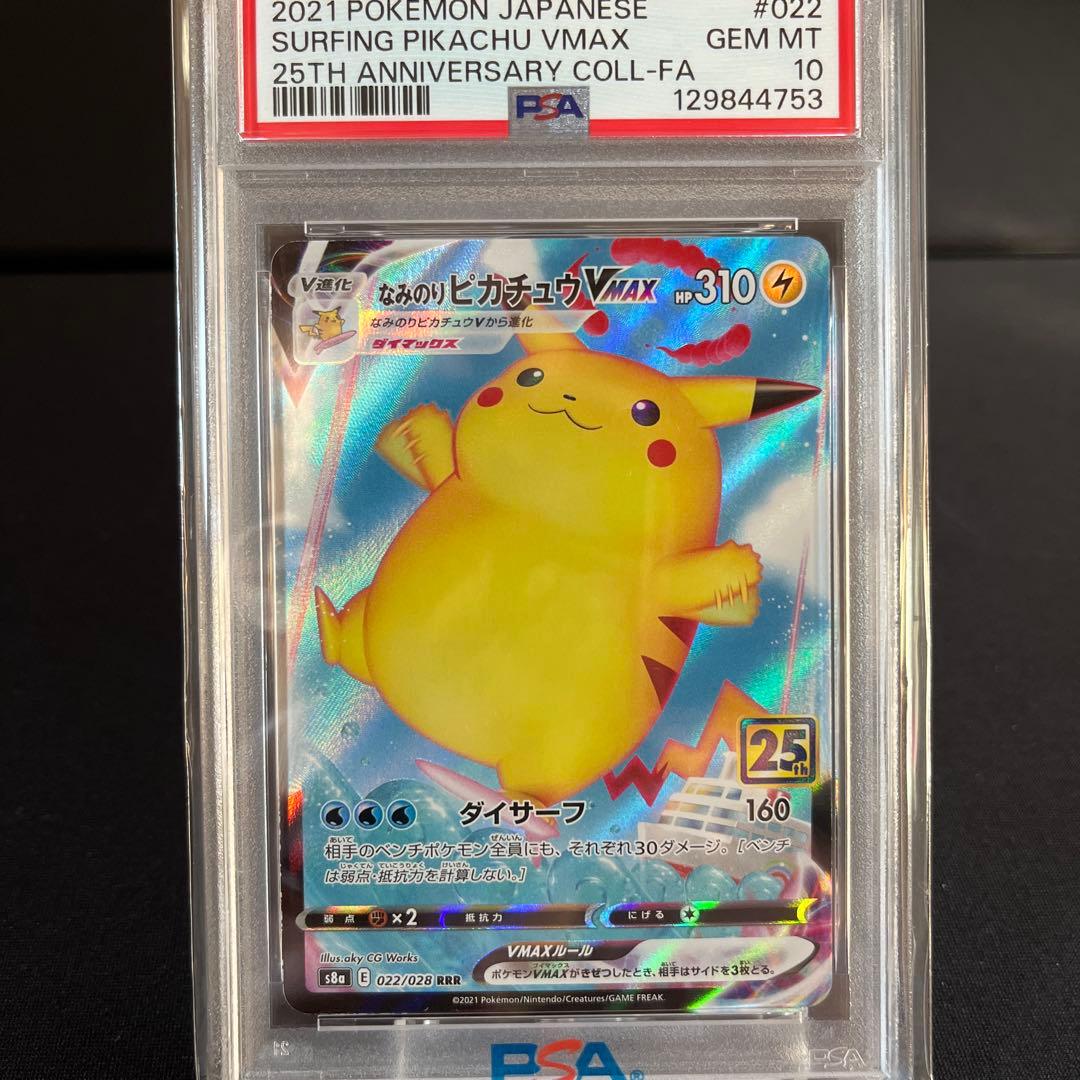 2021 POKEMON JAPANESE #022
SURFING PIKACHU VMAX GEM MT
25TH ANNIVERSARY COLL-FA 10
PSA 129844753
V進化 なみのりピカチュウVMAX HP310
なみのりピカチュウVから進化
ダイマックス
25th
ダイサーフ 160
相手のベンチポケモン全員にも、それぞれ30ダメージ。[ベンチ
は弱点・抵抗力を計算しない。]
弱点 ×2 抵抗力 にげる
Illus.aky CG Works
VMAXルール
ポケモンVMAXがきぜつしたとき、相手はサイドを3枚とる。
s8a E 022/028 RRR
©2021 Pokémon/Nintendo/Creatures/GAME FREAK.
PSA®
PSA